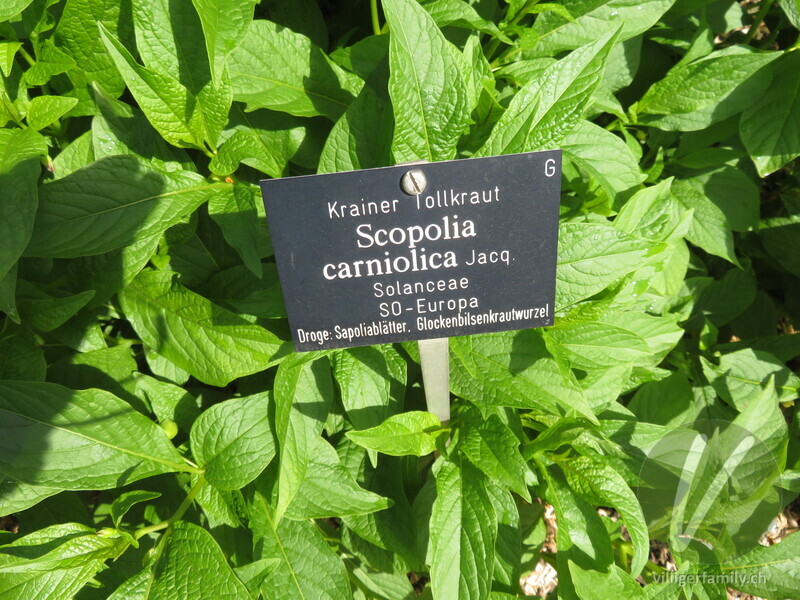 G
Krainer Tollkraut
Scopolia
carniolica Jacq.
Solanceae
SO-Europa
Droge: Sapoliablätter, Glockenbilsenkrautwurzel
villigerfamily.ch